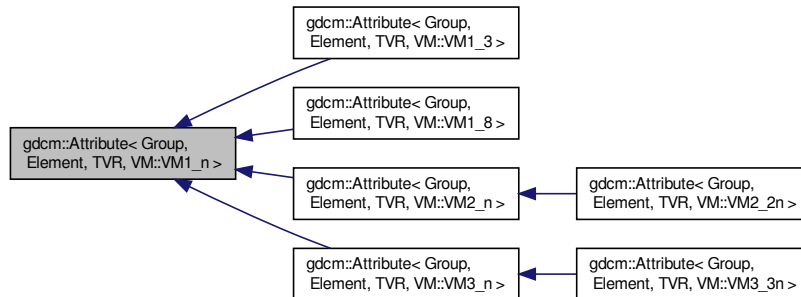 gdcm::Attribute< Group,
Element, TVR, VM::VM1_3 >
gdcm::Attribute< Group,
Element, TVR, VM::VM1_8 >
gdcm::Attribute< Group,
Element, TVR, VM::VM1_n >
gdcm::Attribute< Group,
Element, TVR, VM::VM2_n >
gdcm::Attribute< Group,
Element, TVR, VM::VM2_2n >
gdcm::Attribute< Group,
Element, TVR, VM::VM3_n >
gdcm::Attribute< Group,
Element, TVR, VM::VM3_3n >